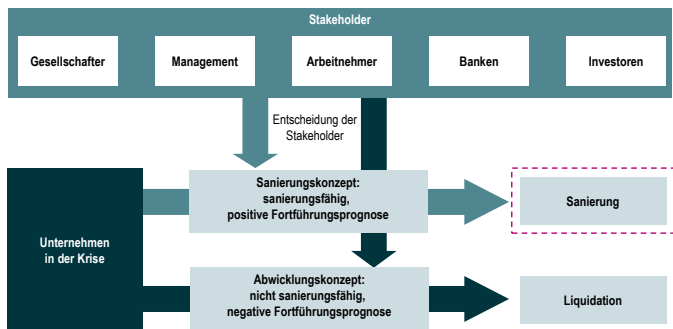 Stakeholder
Gesellschafter
Management
Arbeitnehmer
Banken
Investoren
Entscheidung der
Stakeholder
Unternehmen
in der Krise
Sanierungskonzept:
sanierungsfähig,
positive Fortführungsprognose
Sanierung
Abwicklungskonzept:
nicht sanierungsfähig,
negative Fortführungsprognose
Liquidation